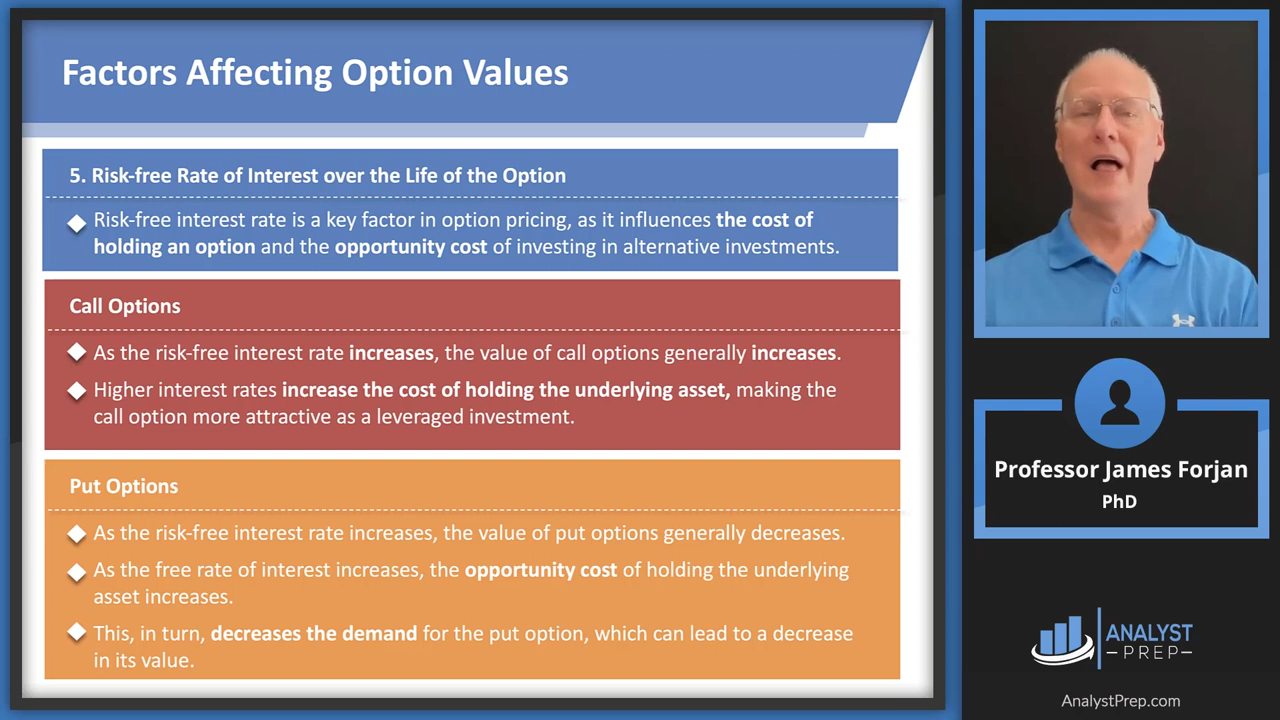 Factors Affecting Option Values
5. Risk-free Rate of Interest over the Life of the Option
Risk-free interest rate is a key factor in option pricing, as it influences the cost of
holding an option and the opportunity cost of investing in alternative investments.
Call Options
As the risk-free interest rate increases, the value of call options generally increases.
Higher interest rates increase the cost of holding the underlying asset, making the
call option more attractive as a leveraged investment.
Put Options
As the risk-free interest rate increases, the value of put options generally decreases.
As the free rate of interest increases, the opportunity cost of holding the underlying
asset increases.
This, in turn, decreases the demand for the put option, which can lead to a decrease
in its value.
Professor James Forjan
PhD
ANALYST
PREP
AnalystPrep.com